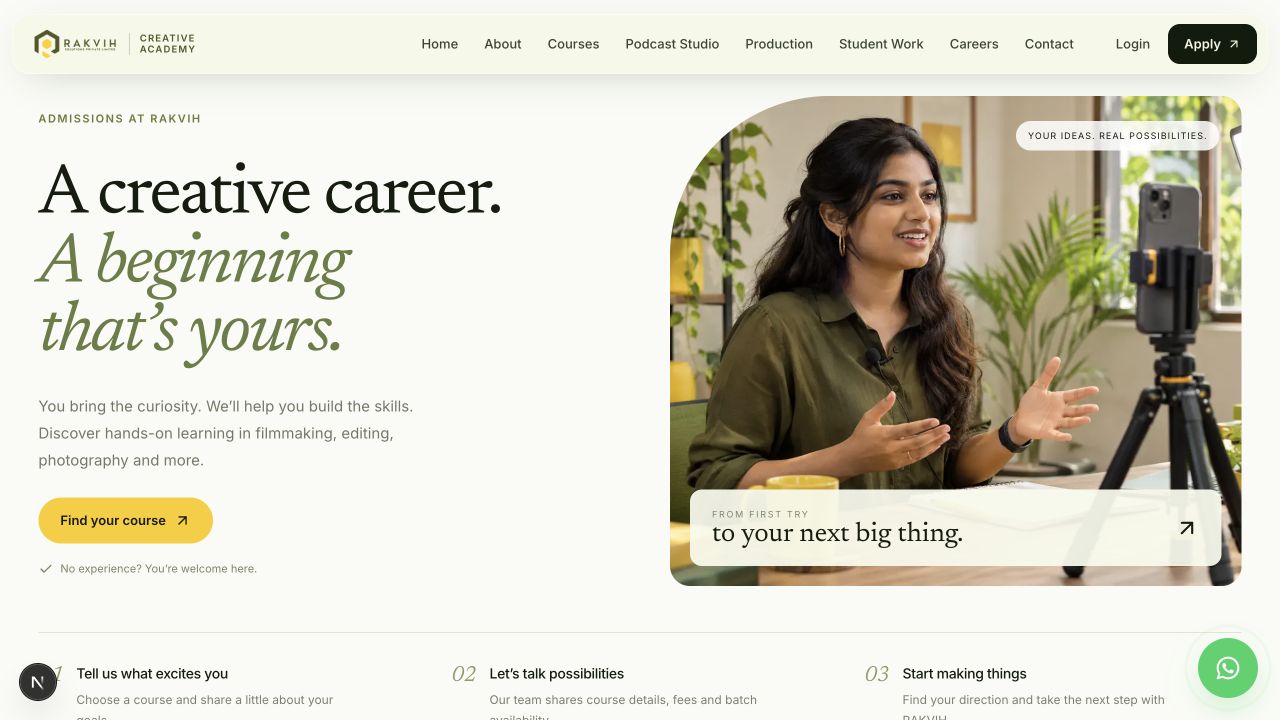 RAKVIH
CREATIVE
ACADEMY
Home
About
Courses
Podcast Studio
Production
Student Work
Careers
Contact
Login
Apply
ADMISSIONS AT RAKVIH
A creative career.
A beginning
that’s yours.
You bring the curiosity. We’ll help you build the skills.
Discover hands-on learning in filmmaking, editing,
photography and more.
Find your course
No experience? You’re welcome here.
YOUR IDEAS. REAL POSSIBILITIES.
FROM FIRST TRY
to your next big thing.
Tell us what excites you
Choose a course and share a little about your
goals.
02
Let’s talk possibilities
Our team shares course details, fees and batch
availability.
03
Start making things
Find your direction and take the next step with
RAKVIH.
N